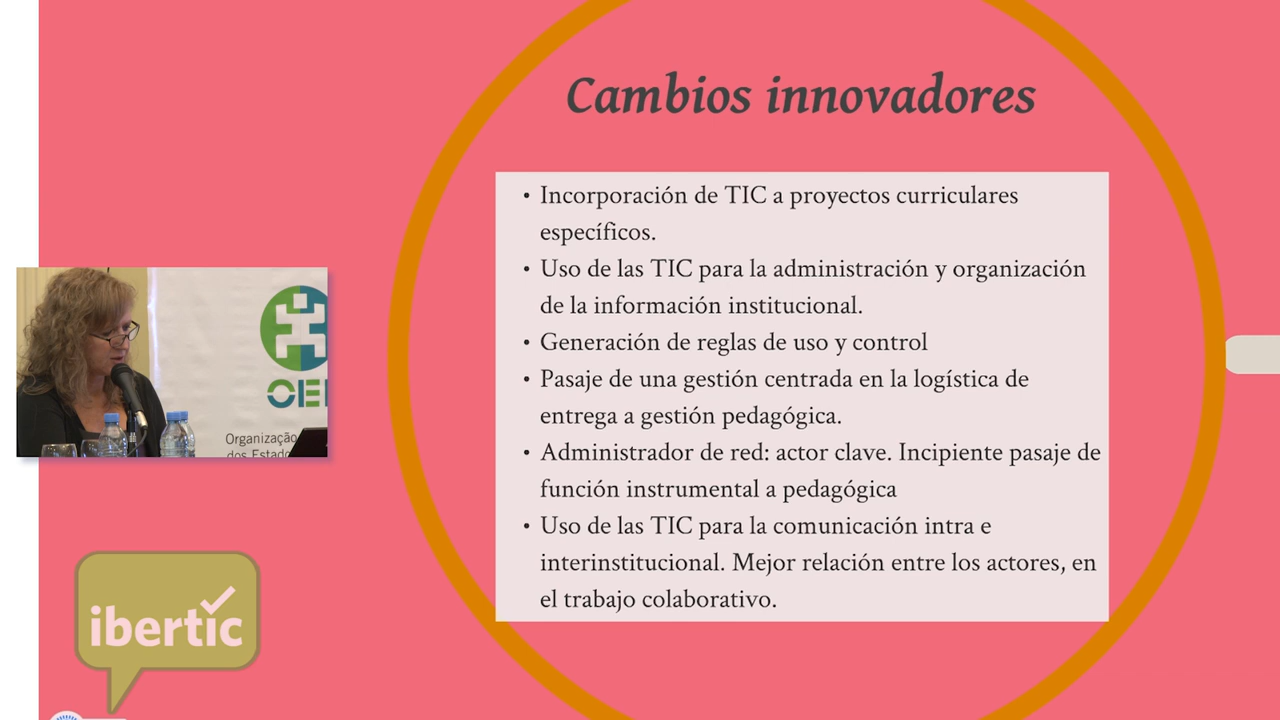 Cambios innovadores
• Incorporación de TIC a proyectos curriculares
específicos.
• Uso de las TIC para la administración y organización
de la información institucional.
• Generación de reglas de uso y control
• Pasaje de una gestión centrada en la logística de
entrega a gestión pedagógica.
• Administrador de red: actor clave. Incipiente pasaje de
función instrumental a pedagógica
• Uso de las TIC para la comunicación intra e
interinstitucional. Mejor relación entre los actores, en
el trabajo colaborativo.
OEI
Organização
dos Estados
ibertic